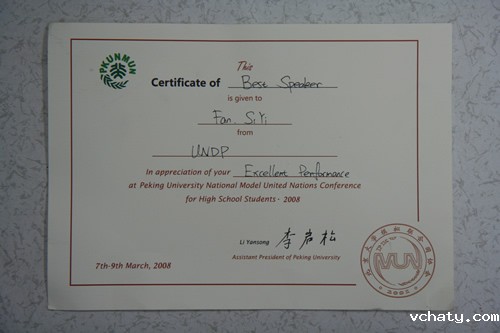 PKUNMUN
This
Certificate of Best Speaker
is given to
Fan. SiYi
from
UNDP
In appreciation of your Excellent Performance
at Peking University National Model United Nations Conference
for High School Students - 2008
Li Yansong 李岩松
Assistant President of Peking University
7th-9th March, 2008
MUN
2002
vchaty.com